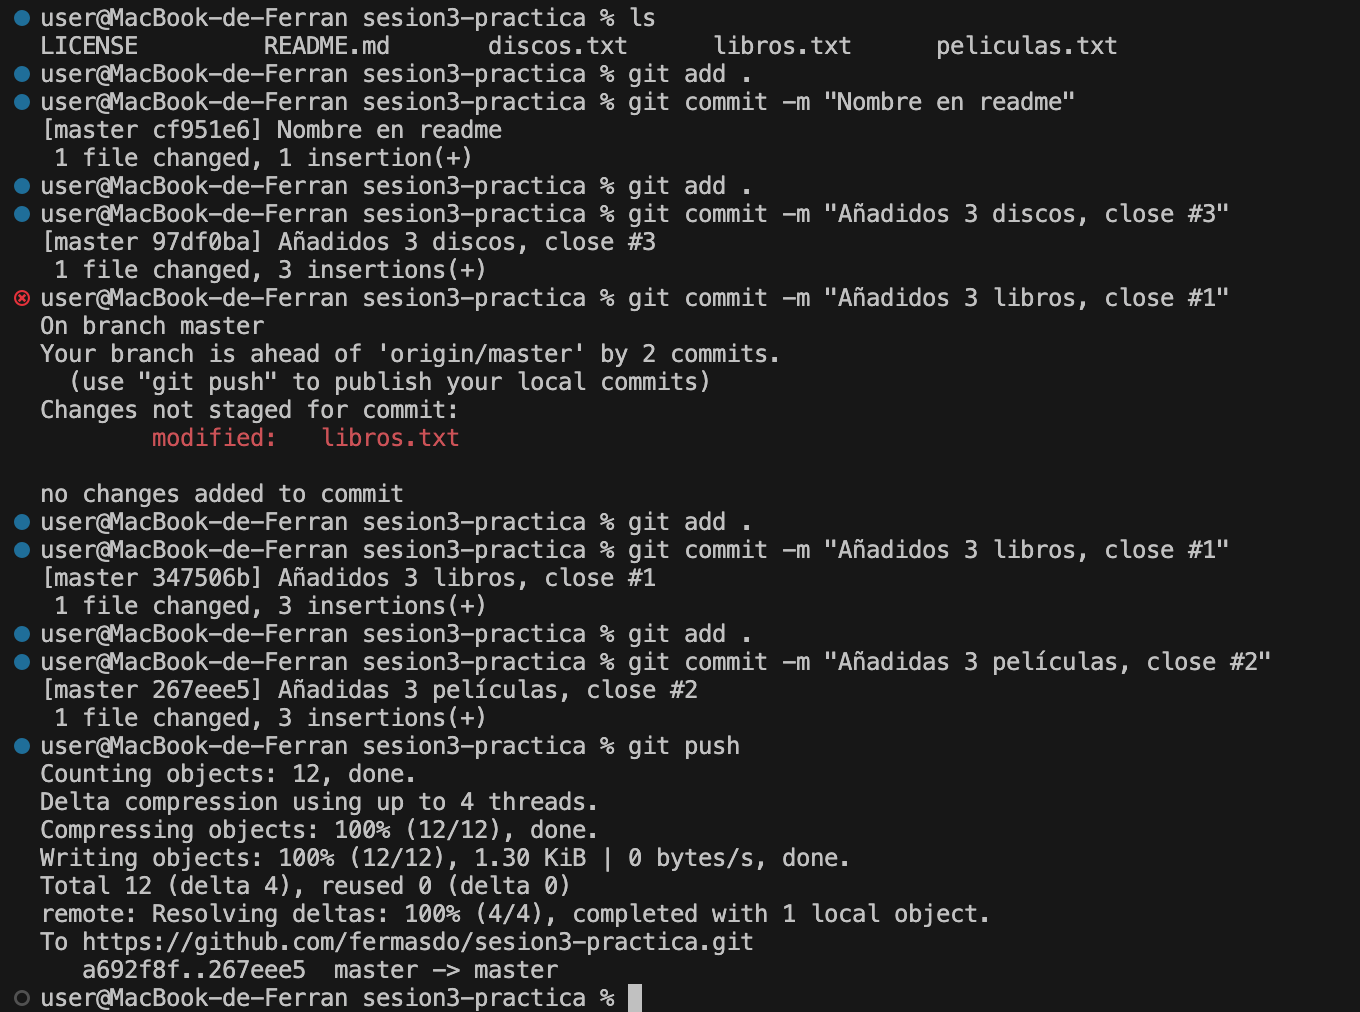 user@MacBook-de-Ferran sesion3-practica % ls
LICENSE README.md discos.txt libros.txt peliculas.txt
user@MacBook-de-Ferran sesion3-practica % git add .
user@MacBook-de-Ferran sesion3-practica % git commit -m "Nombre en readme"
[master cf951e6] Nombre en readme
1 file changed, 1 insertion(+)
user@MacBook-de-Ferran sesion3-practica % git add .
user@MacBook-de-Ferran sesion3-practica % git commit -m "Añadidos 3 discos, close #3"
[master 97df0ba] Añadidos 3 discos, close #3
1 file changed, 3 insertions(+)
user@MacBook-de-Ferran sesion3-practica % git commit -m "Añadidos 3 libros, close #1"
On branch master
Your branch is ahead of 'origin/master' by 2 commits.
(use "git push" to publish your local commits)
Changes not staged for commit:
modified: libros.txt
no changes added to commit
user@MacBook-de-Ferran sesion3-practica % git add .
user@MacBook-de-Ferran sesion3-practica % git commit -m "Añadidos 3 libros, close #1"
[master 347506b] Añadidos 3 libros, close #1
1 file changed, 3 insertions(+)
user@MacBook-de-Ferran sesion3-practica % git add .
user@MacBook-de-Ferran sesion3-practica % git commit -m "Añadidas 3 películas, close #2"
[master 267eee5] Añadidas 3 películas, close #2
1 file changed, 3 insertions(+)
user@MacBook-de-Ferran sesion3-practica % git push
Counting objects: 12, done.
Delta compression using up to 4 threads.
Compressing objects: 100% (12/12), done.
Writing objects: 100% (12/12), 1.30 KiB | 0 bytes/s, done.
Total 12 (delta 4), reused 0 (delta 0)
remote: Resolving deltas: 100% (4/4), completed with 1 local object.
To https://github.com/fermasdo/sesion3-practica.git
a692f8f..267eee5 master -> master
user@MacBook-de-Ferran sesion3-practica %